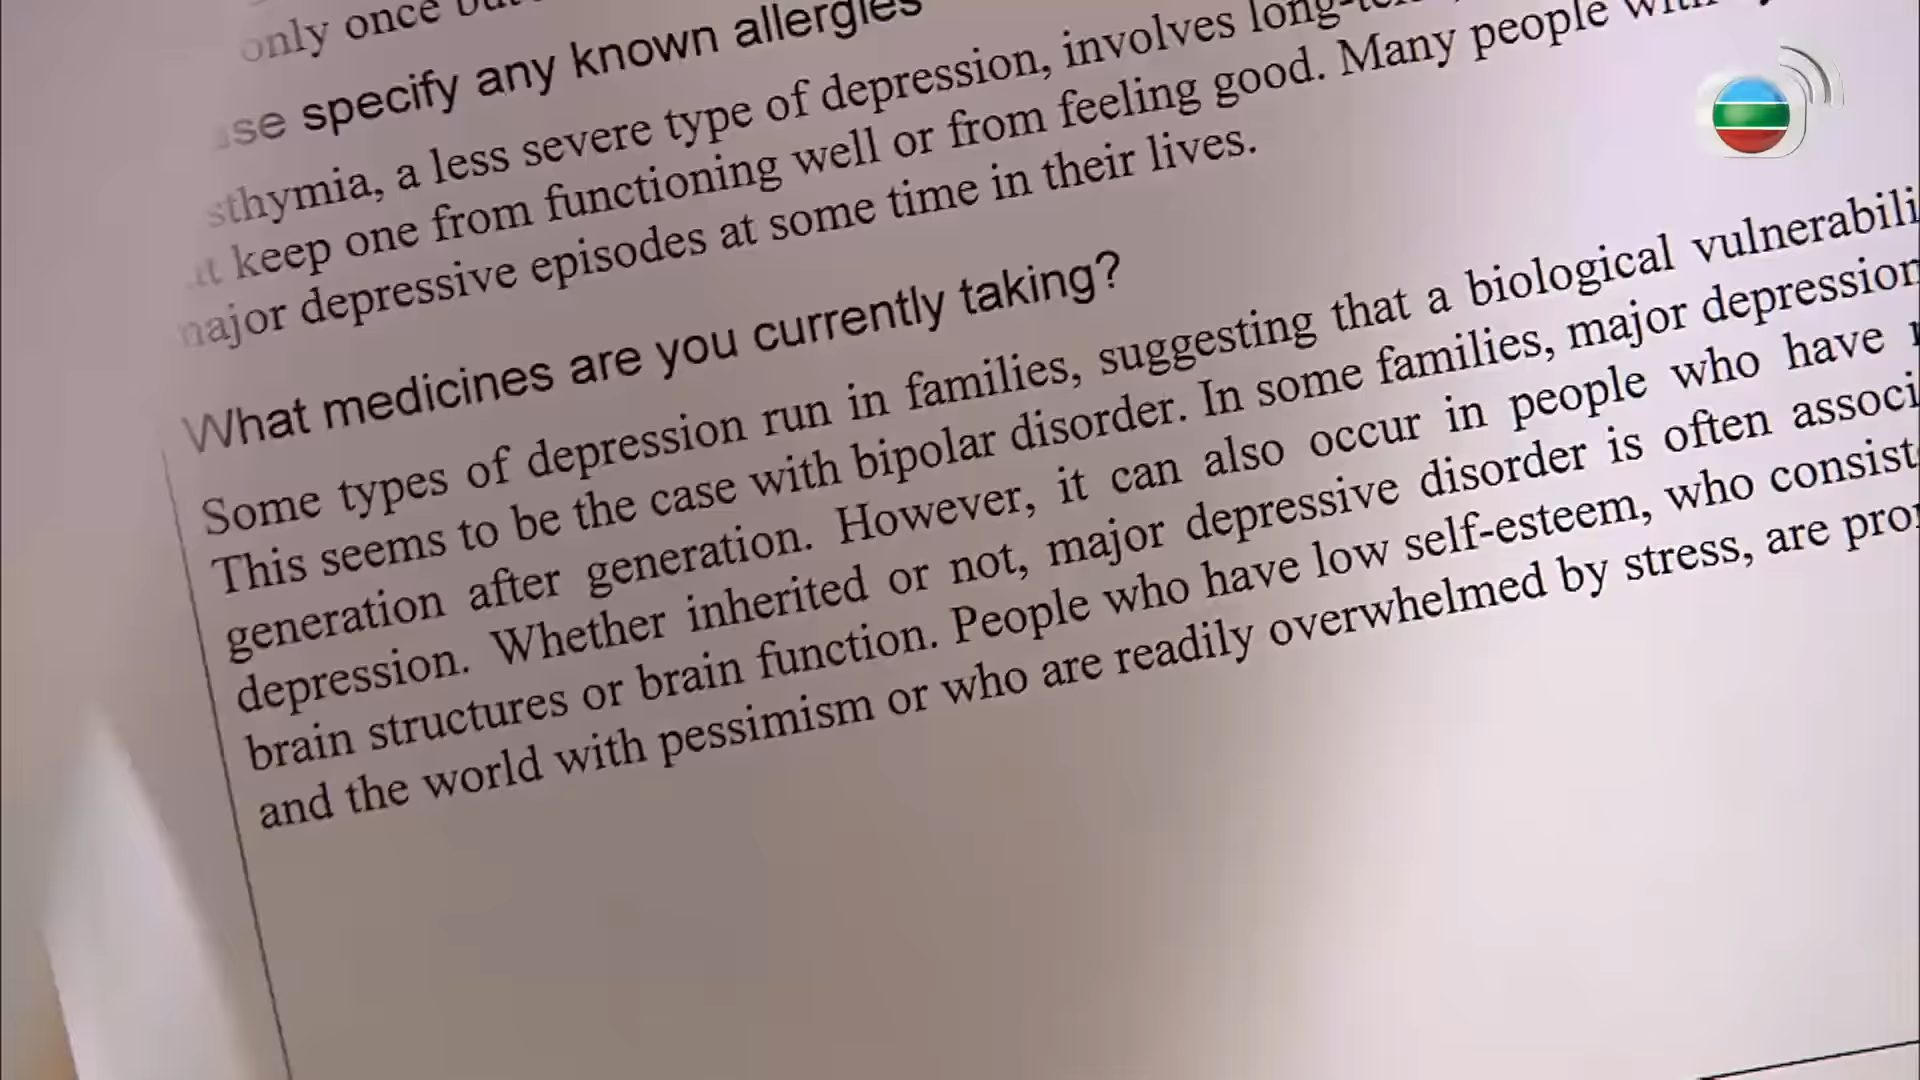 only once
se specify any known allergies
sthymia, a less severe type of depression, involves
keep one from functioning well or from feeling good. Many people
major depressive episodes at some time in their lives.
What medicines are you currently taking?
Some types of depression run in families, suggesting that a biological vulnerabili
This seems to be the case with bipolar disorder. In some families, major depression
generation after generation. However, it can also occur in people who have
depression. Whether inherited or not, major depressive disorder is often associ
brain structures or brain function. People who have low self-esteem, who consist
and the world with pessimism or who are readily overwhelmed by stress, are pro